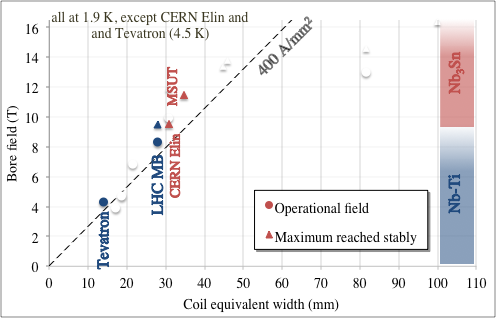 all at 1.9 K, except CERN Elin and
and Tevatron (4.5 K)
400 A/mm²
16
14
12
10
8
6
4
2
0
Bore field (T)
MSUT
CERN Elin
LHC MB
Tevatron
Nb₃Sn
Nb-Ti
Operational field
Maximum reached stably
0 10 20 30 40 50 60 70 80 90 100 110
Coil equivalent width (mm)